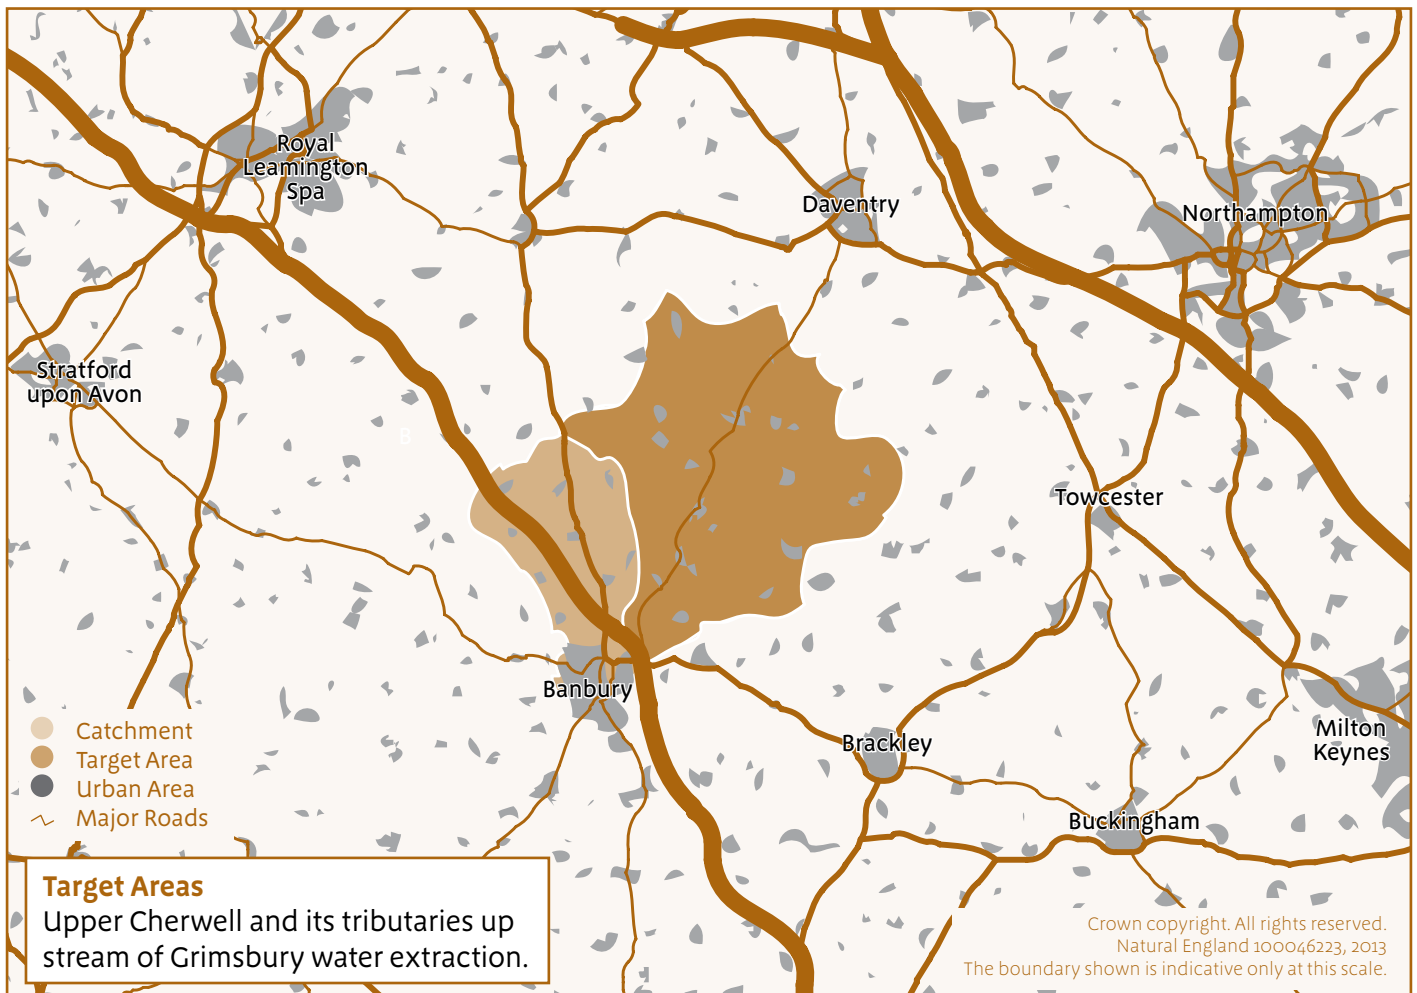 Royal
Leamington
Spa
Daventry
Northampton
Stratford
upon Avon
B
Towcester
Banbury
Brackley
Milton
Keynes
Buckingham
Catchment
Target Area
Urban Area
Major Roads
Target Areas
Upper Cherwell and its tributaries up
stream of Grimsbury water extraction.
Crown copyright. All rights reserved.
Natural England 100046223, 2013
The boundary shown is indicative only at this scale.